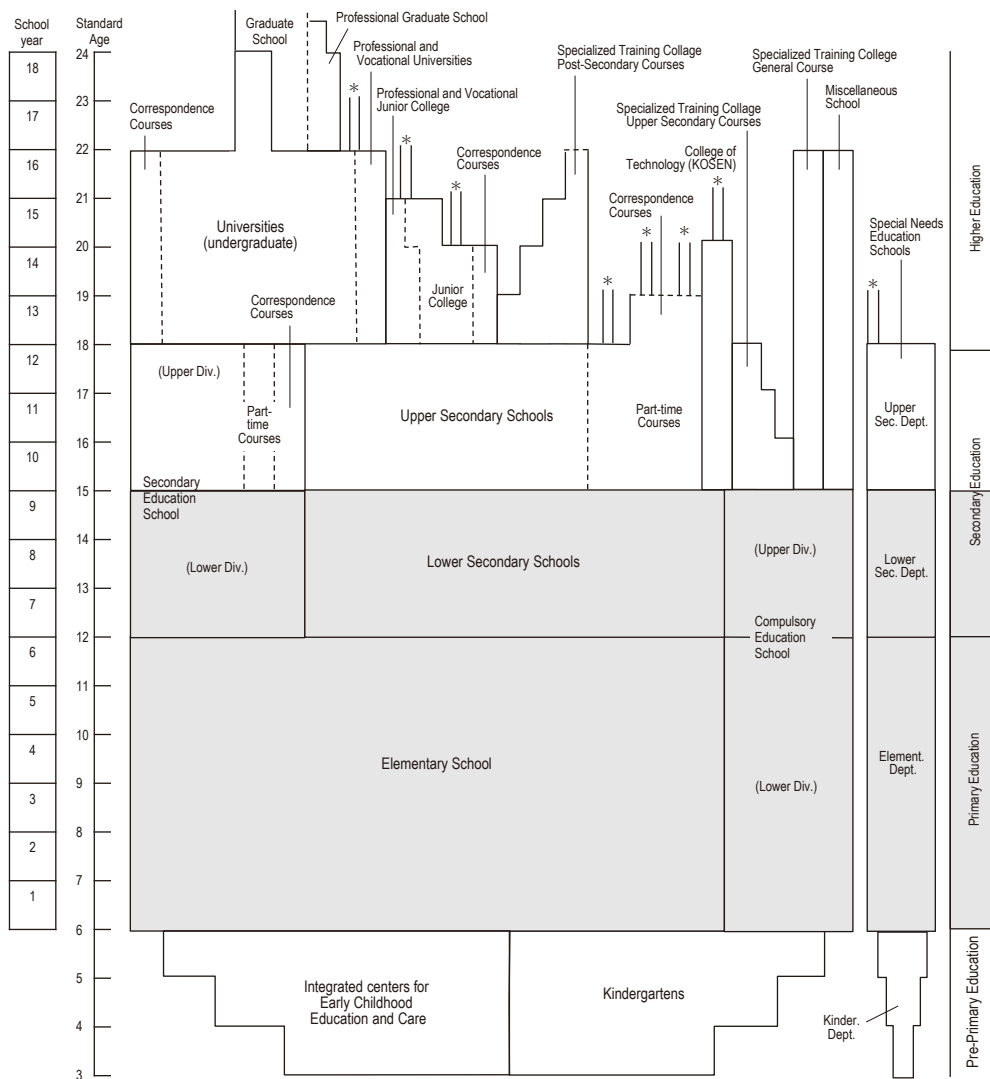 School
year
Standard
Age
18
17
16
15
14
13
12
11
10
9
8
7
6
5
4
3
2
1
24
23
22
21
20
19
18
17
16
15
14
13
12
11
10
9
8
7
6
5
4
3
Graduate
School
Professional Graduate School
Professional and
Vocational Universities
Professional and Vocational
Junior College
Correspondence
Courses
Correspondence
Courses
Specialized Training Collage
Post-Secondary Courses
Specialized Training Collage
Upper Secondary Courses
College of
Technology (KOSEN)
Specialized Training College
General Course
Miscellaneous
School
Correspondence
Courses
Special Needs
Education
Schools
*
*
*
*
*
*
*
*
Universities
(undergraduate)
Junior
College
Correspondence
Courses
(Upper Div.)
Part-
time
Courses
Upper Secondary Schools
Part-time
Courses
Upper
Sec. Dept.
Secondary
Education
School
(Lower Div.)
Lower Secondary Schools
(Upper Div.)
Lower
Sec. Dept.
Compulsory
Education
School
Elementary School
(Lower Div.)
Element.
Dept.
Integrated centers for
Early Childhood
Education and Care
Kindergartens
Kinder.
Dept.
Higher Education
Secondary Education
Primary Education
Pre-Primary Education